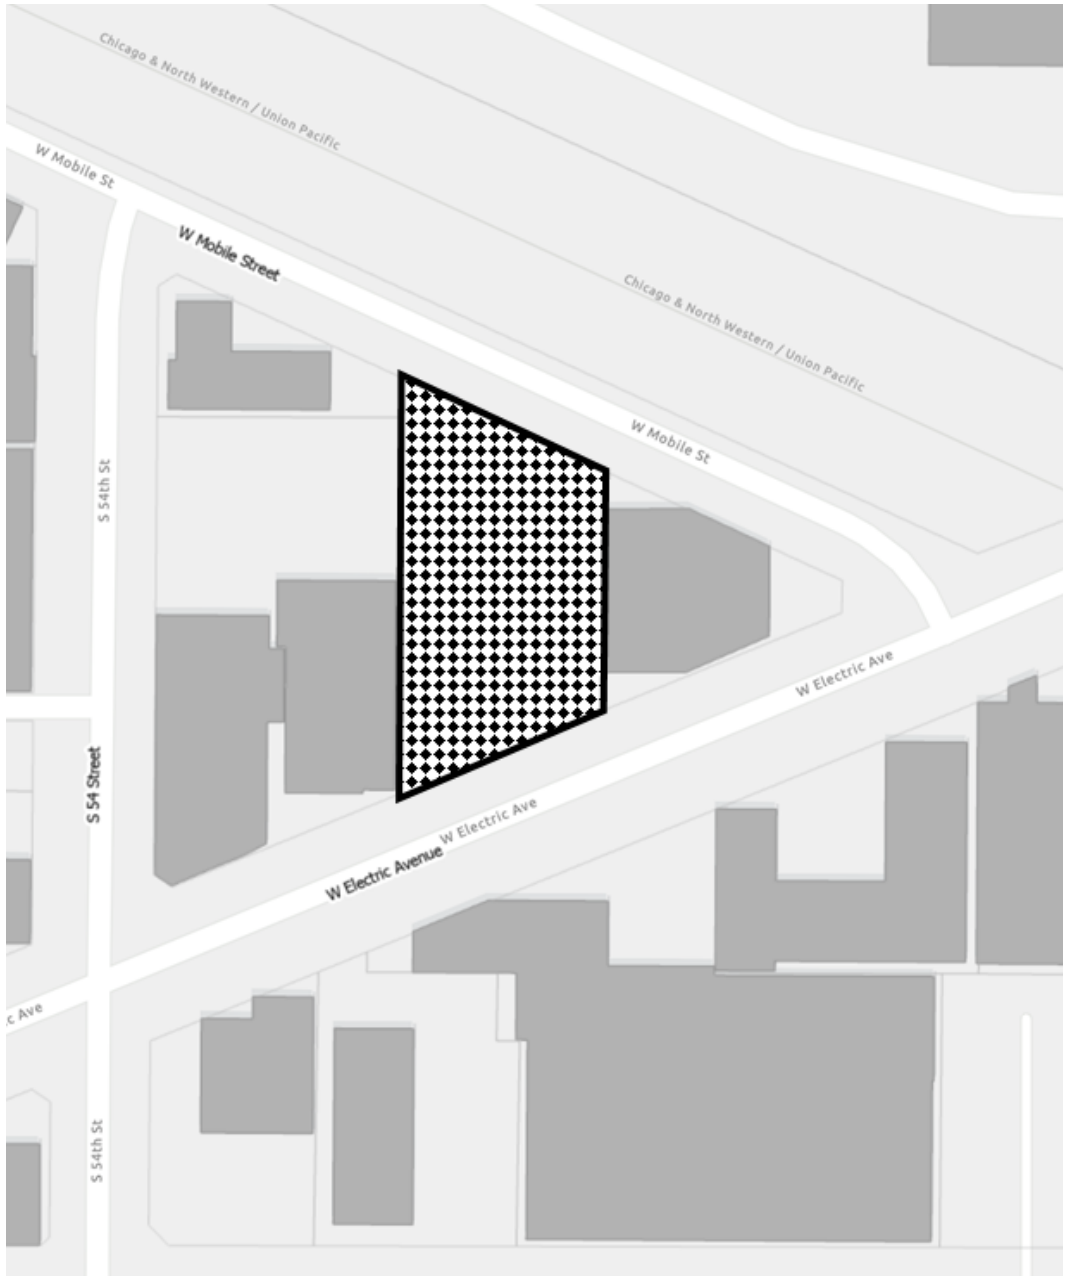 Chicago & North Western / Union Pacific
W Mobile St
W Mobile Street
Chicago & North Western / Union Pacific
W Mobile St
S 54th St
W Electric Ave
S 54 Street
W Electric Ave
W Electric Avenue
c Ave
S 54th St